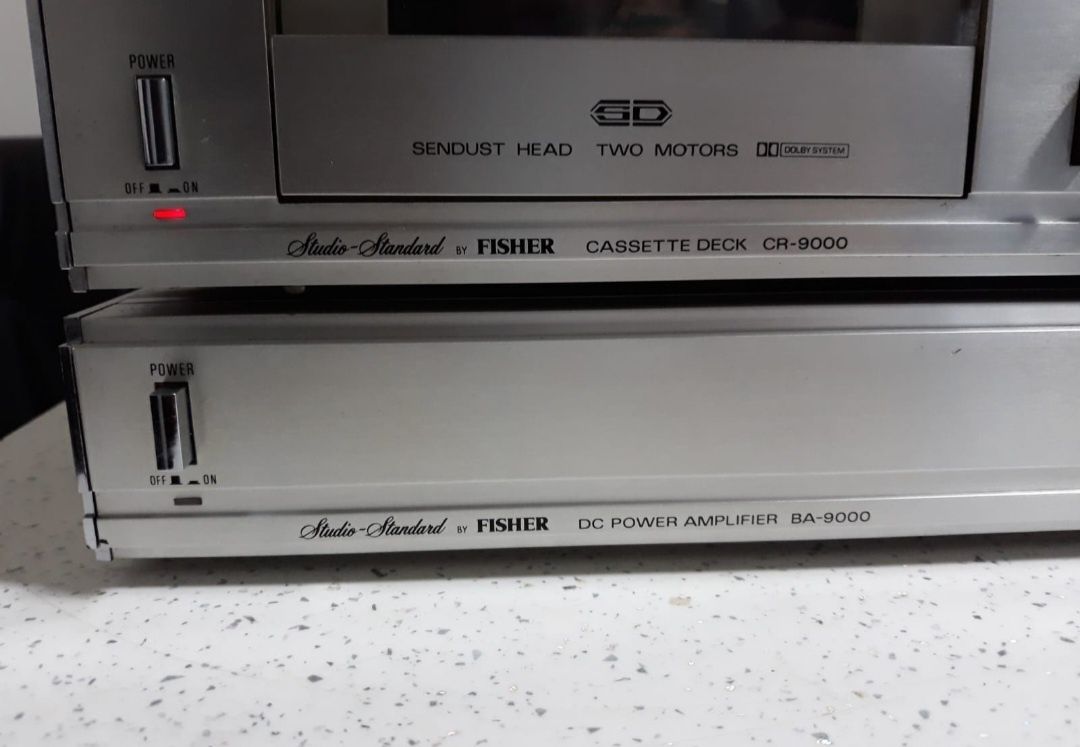 POWER
OFF ON
SD
SENDUST HEAD TWO MOTORS DOLBY SYSTEM
Studio-Standard BY FISHER CASSETTE DECK CR-9000
POWER
OFF ON
Studio-Standard BY FISHER DC POWER AMPLIFIER BA-9000